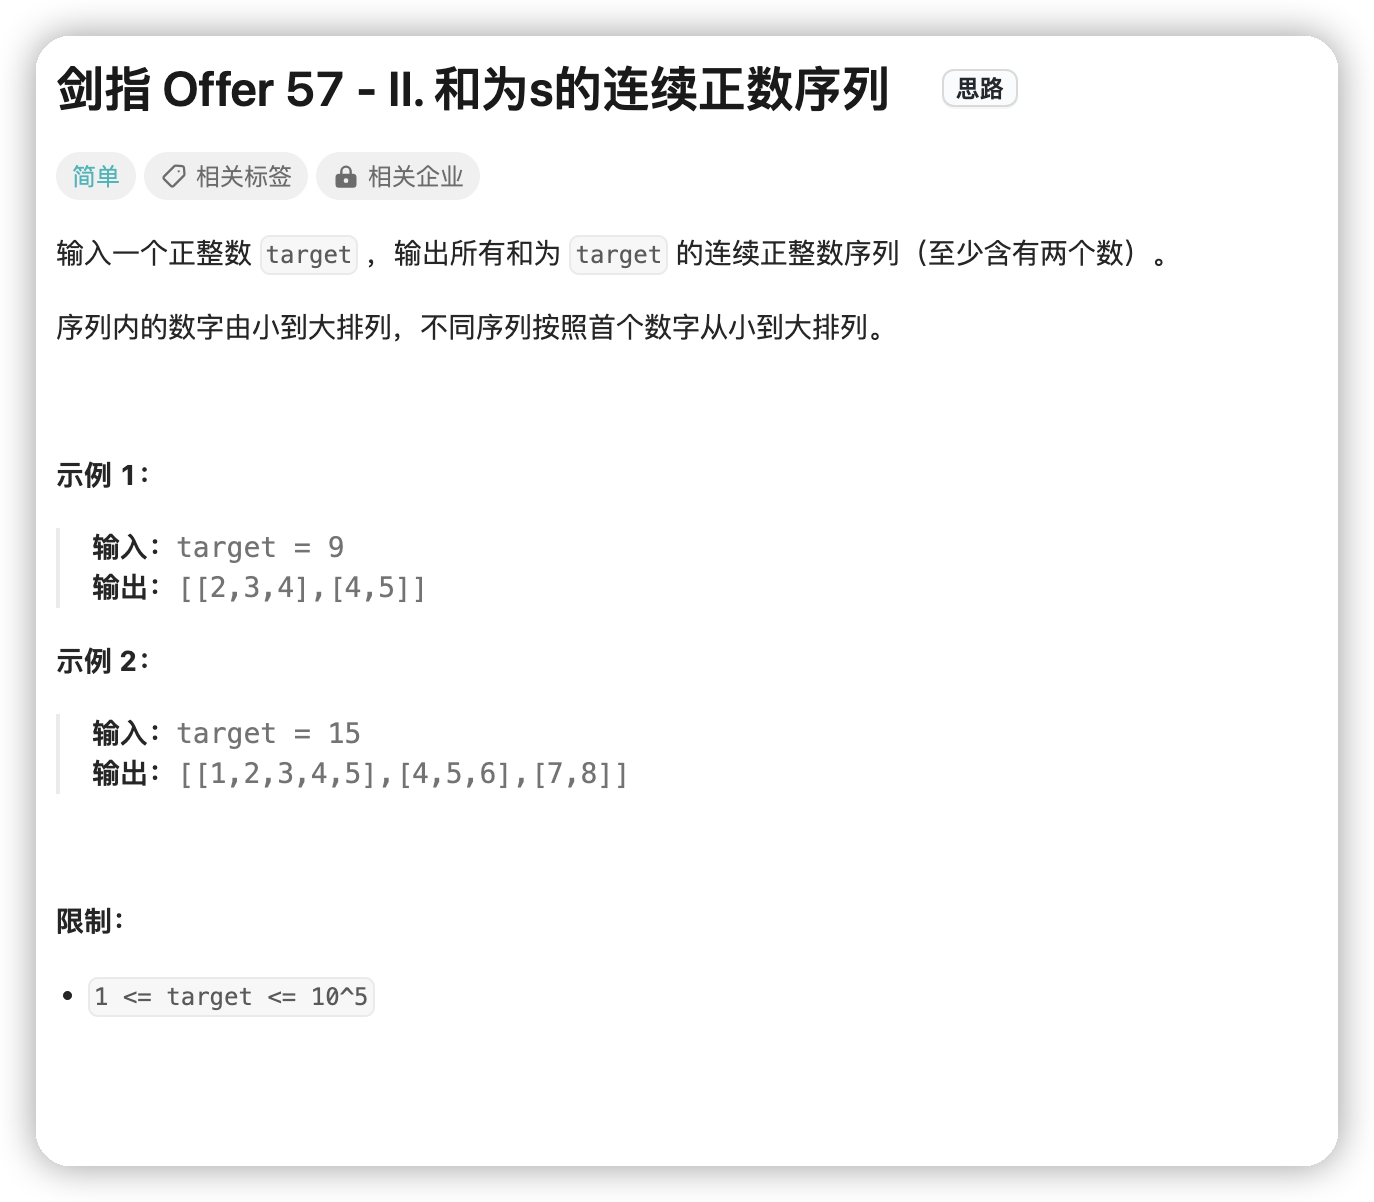 剑指 Offer 57 - II. 和为s的连续正数序列 思路
简单 相关标签 相关企业
输入一个正整数 target ，输出所有和为 target 的连续正整数序列（至少含有两个数）。
序列内的数字由小到大排列，不同序列按照首个数字从小到大排列。
示例 1：
输入：target = 9
输出：[[2,3,4],[4,5]]
示例 2：
输入：target = 15
输出：[[1,2,3,4,5],[4,5,6],[7,8]]
限制：
• 1 <= target <= 10^5